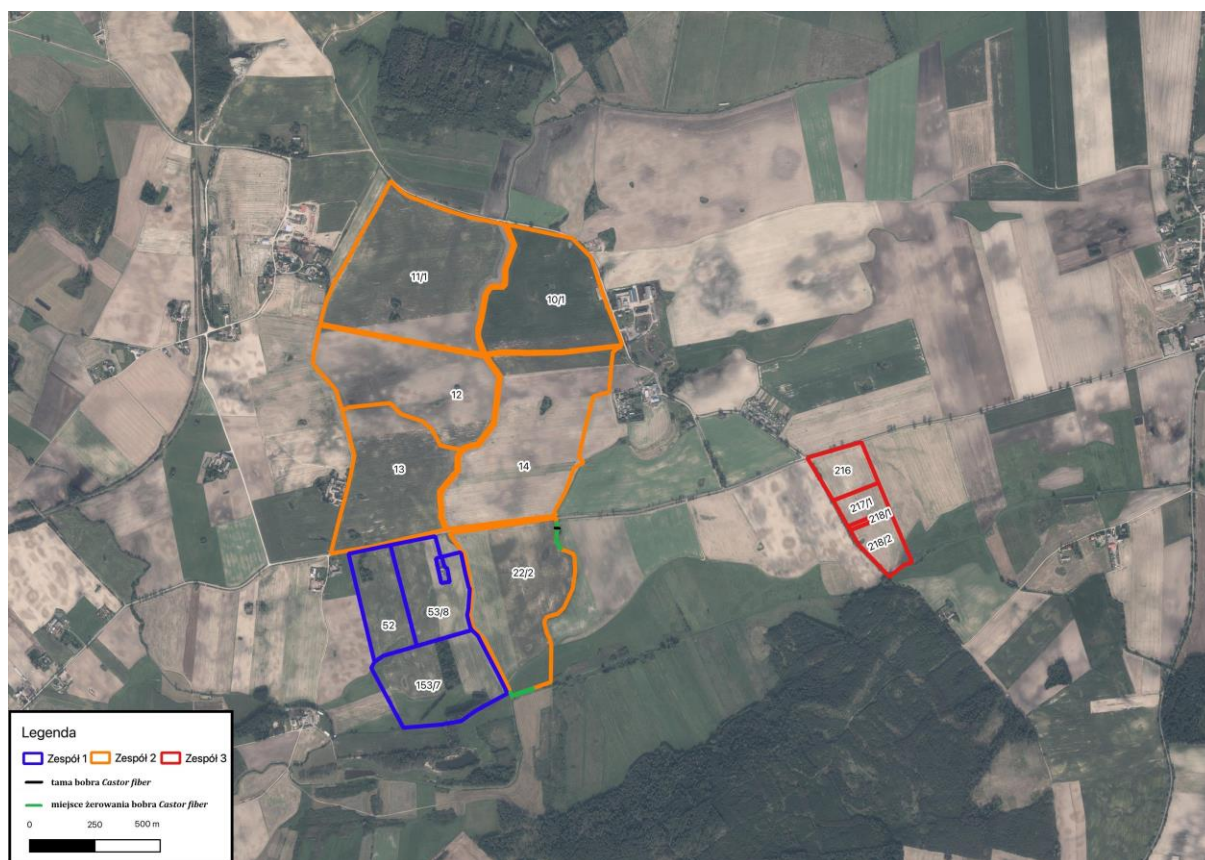 11/1
10/1
12
13
14
216
217/1
218/1
218/2
22/2
53/8
52
153/7
Legenda
Zespół 1 Zespół 2 Zespół 3
tama bobra Castor fiber
miejsce żerowania bobra Castor fiber
0 250 500 m